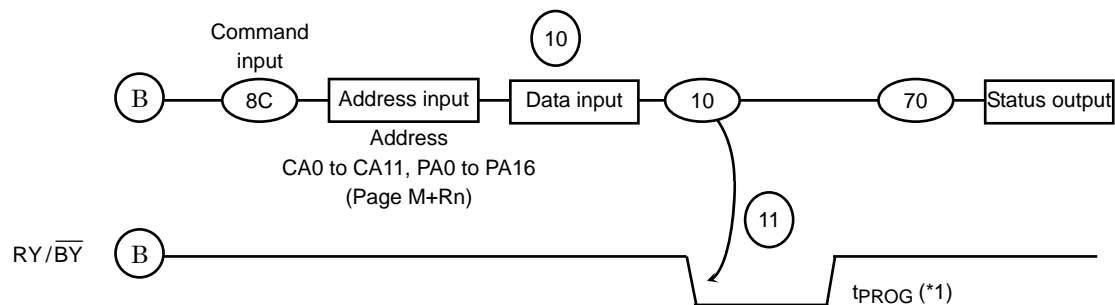 Command
input
10
B
8C
Address input
Data input
10
70
Status output
Address
CA0 to CA11, PA0 to PA16
(Page M+Rn)
11
RY/BY
B
tPROG (*1)